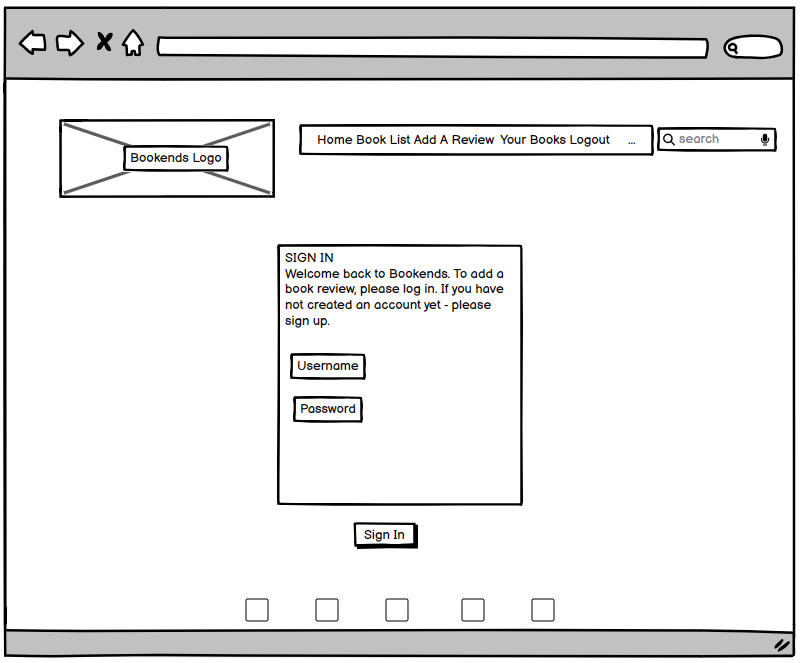 Bookends Logo
Home Book List Add A Review Your Books Logout ...
search
SIGN IN
Welcome back to Bookends. To add a
book review, please log in. If you have
not created an account yet - please
sign up.
Username
Password
Sign In